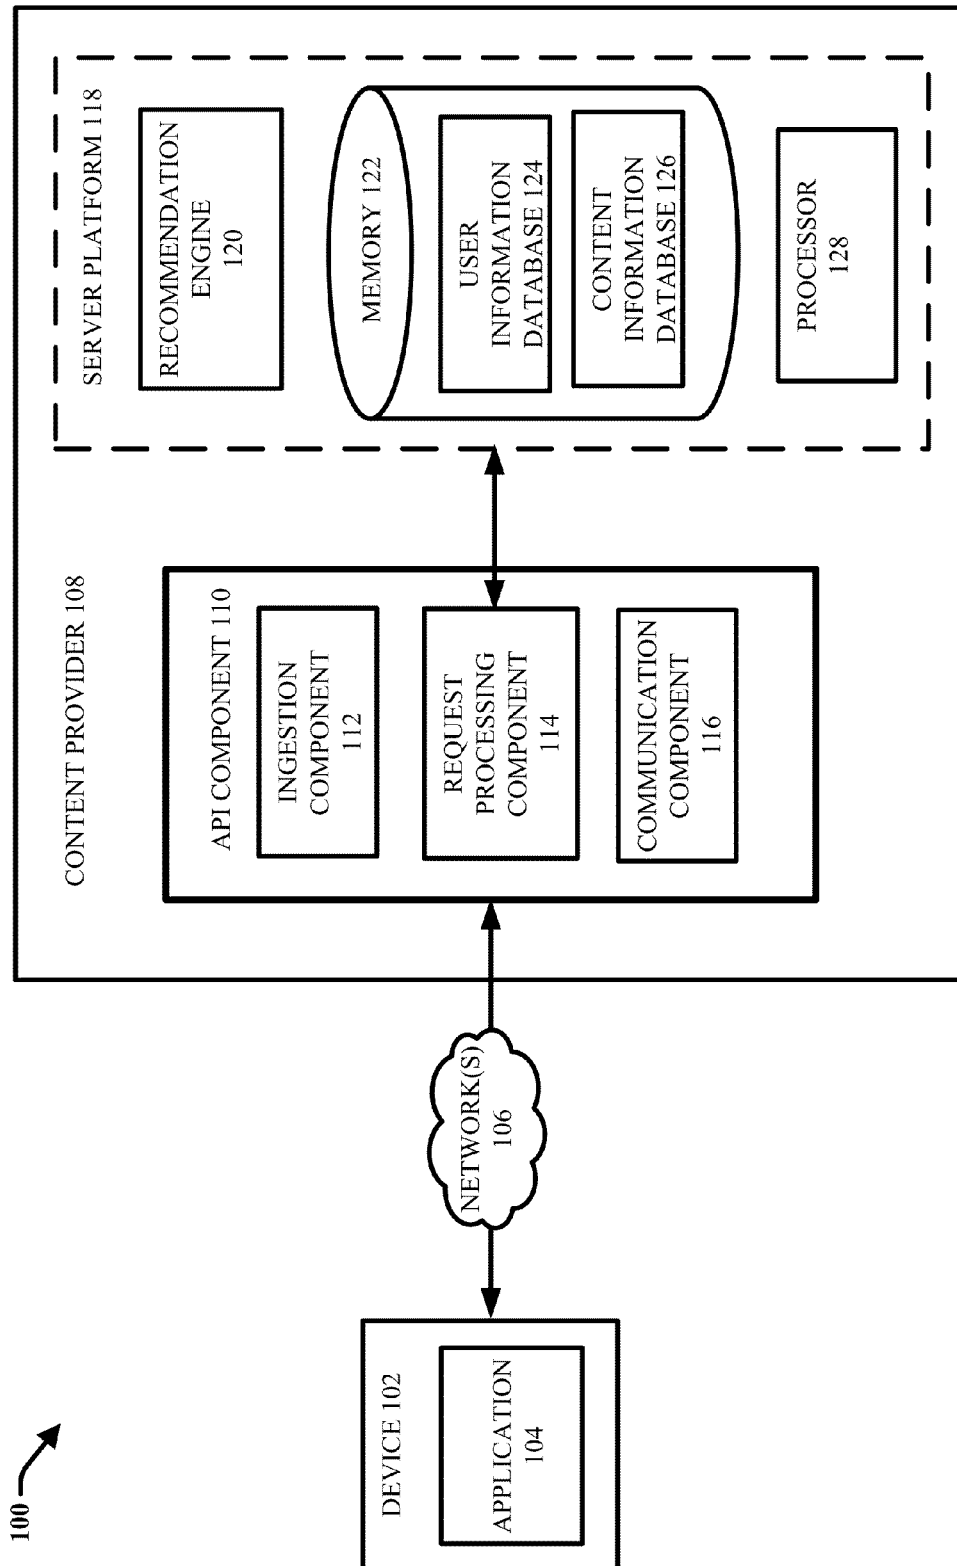 100
DEVICE 102
APPLICATION
104
NETWORK(S)
106
CONTENT PROVIDER 108
API COMPONENT 110
INGESTION
COMPONENT
112
REQUEST
PROCESSING
COMPONENT
114
COMMUNICATION
COMPONENT
116
SERVER PLATFORM 118
RECOMMENDATION
ENGINE
120
MEMORY 122
USER
INFORMATION
DATABASE 124
CONTENT
INFORMATION
DATABASE 126
PROCESSOR
128